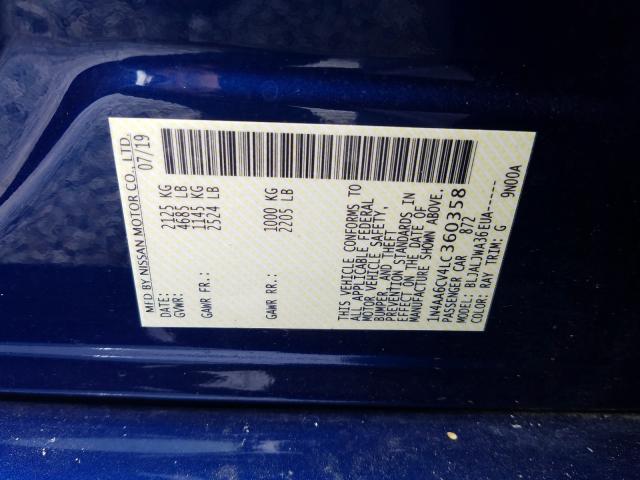 MFD BY NISSAN MOTOR CO., LTD.
DATE: 07/19
GVWR: 2125 KG
4685 LB
GAWR FR.: 1145 KG
2524 LB
GAWR RR.: 1000 KG
2205 LB
THIS VEHICLE CONFORMS TO
ALL APPLICABLE FEDERAL
MOTOR VEHICLE SAFETY,
BUMPER, AND THEFT
PREVENTION STANDARDS IN
EFFECT ON THE DATE OF
MANUFACTURE SHOWN ABOVE.
1N4AA6CV4LC360358
PASSENGER CAR 872
MODEL: BLJALJWA36EUA------
COLOR: RAY TRIM: G 9N00A